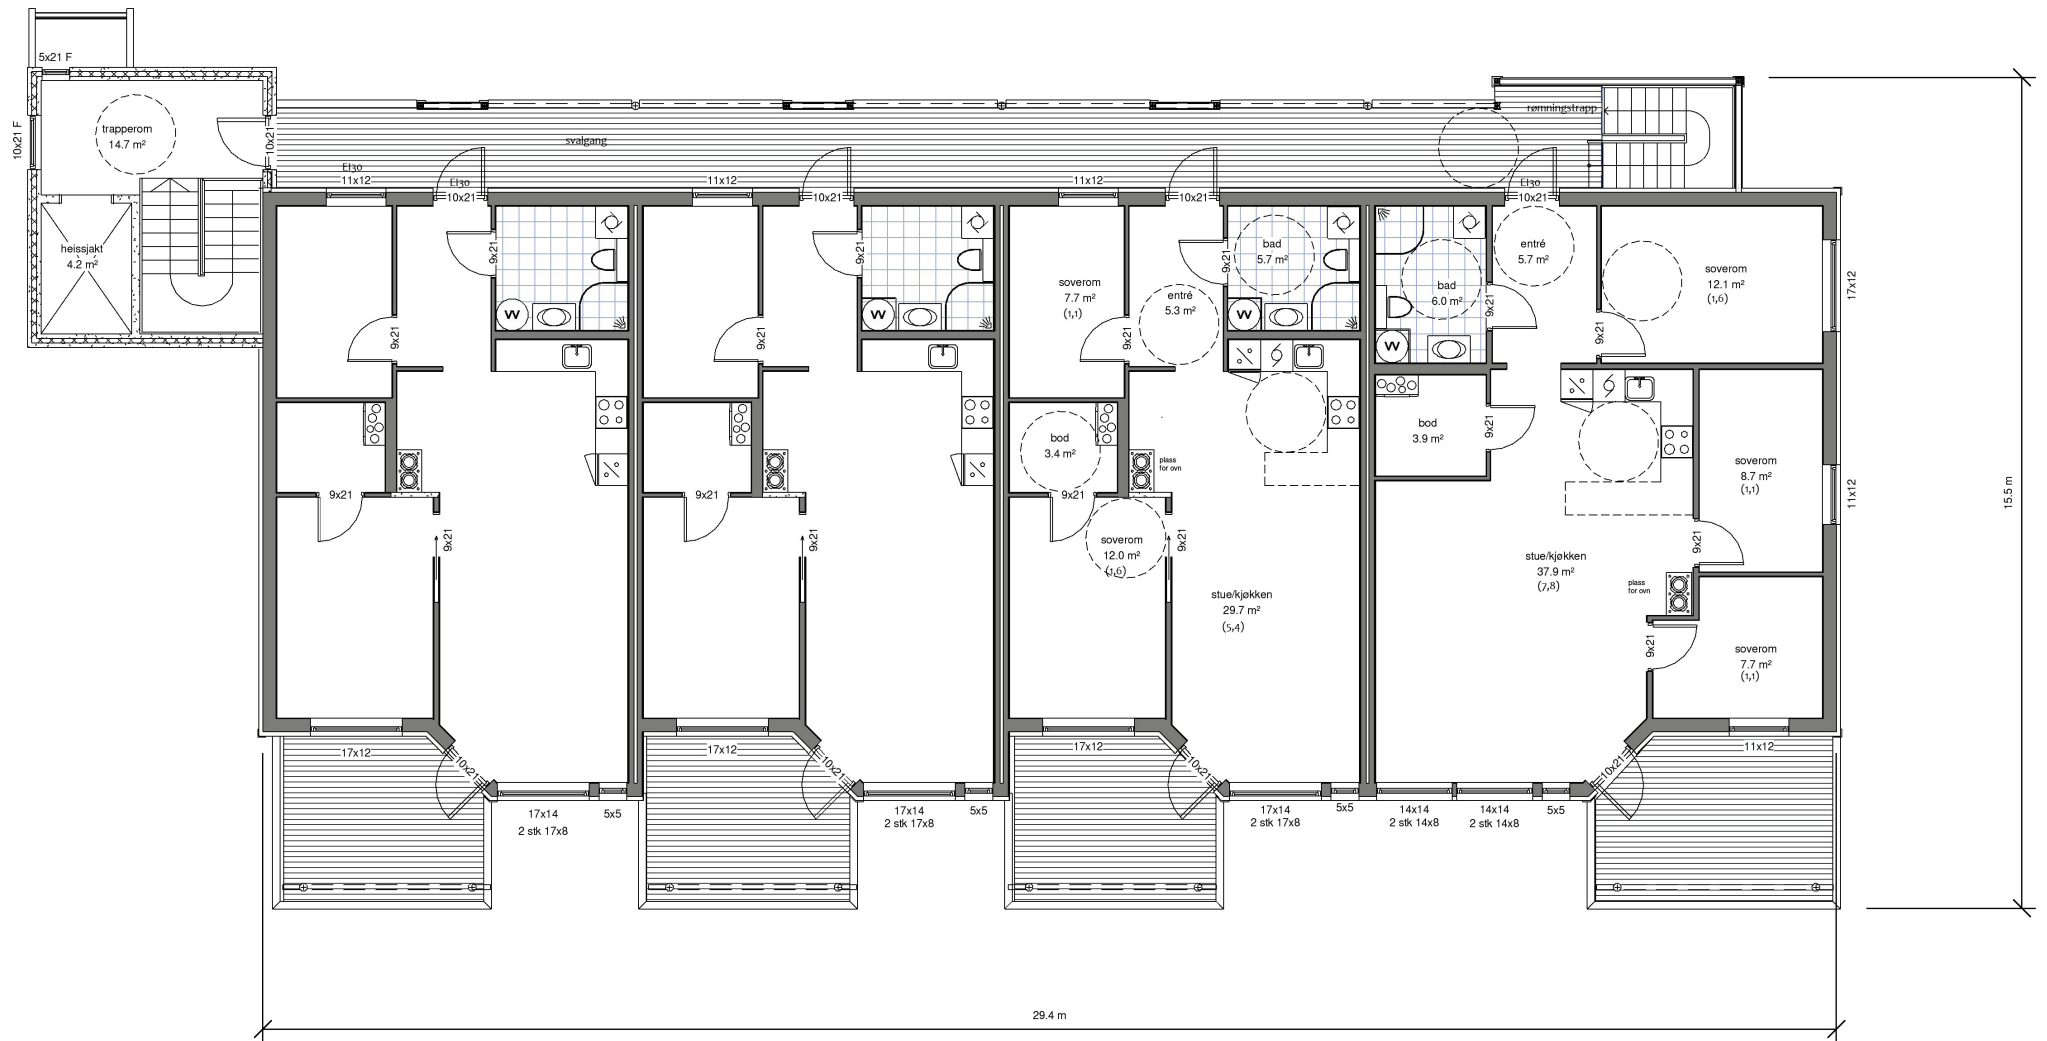 5x21 F
10x21 F
trapperom
14.7 m²
10x21
rømningstrapp
svalgang
EI30
11x12
EI30
10x21
11x12
10x21
11x12
10x21
EI30
10x21
heissjakt
4.2 m²
9x21
9x21
W
9x21
9x21
W
soverom
7.7 m²
(1,1)
9x21
entré
5.3 m²
9x21
bad
5.7 m²
W
bad
6.0 m²
W
9x21
entré
5.7 m²
9x21
soverom
12.1 m²
(1,6)
17x12
9x21
9x21
9x21
9x21
bod
3.4 m²
9x21
plass
for ovn
soverom
12.0 m²
(1,6)
9x21
stue/kjøkken
29.7 m²
(5,4)
bod
3.9 m²
9x21
stue/kjøkken
37.9 m²
(7,8)
plass
for ovn
soverom
8.7 m²
(1,1)
11x12
9x21
soverom
7.7 m²
(1,1)
9x21
15.5 m
17x12
10x21
17x12
10x21
17x12
10x21
10x21
11x12
17x14
2 stk 17x8
5x5
17x14
2 stk 17x8
5x5
17x14
2 stk 17x8
5x5
14x14
2 stk 14x8
14x14
2 stk 14x8
5x5
29.4 m